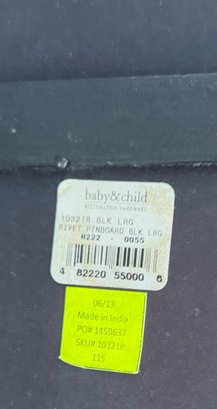 baby&child
RESTORATION HARDWARE
103218 BLK LRG
RIVET PINBOARD BLK LRG
8222 - 0055
4 82220 55000 6
06/13
Made in India
PO# 1459637
SKU# 103218
115